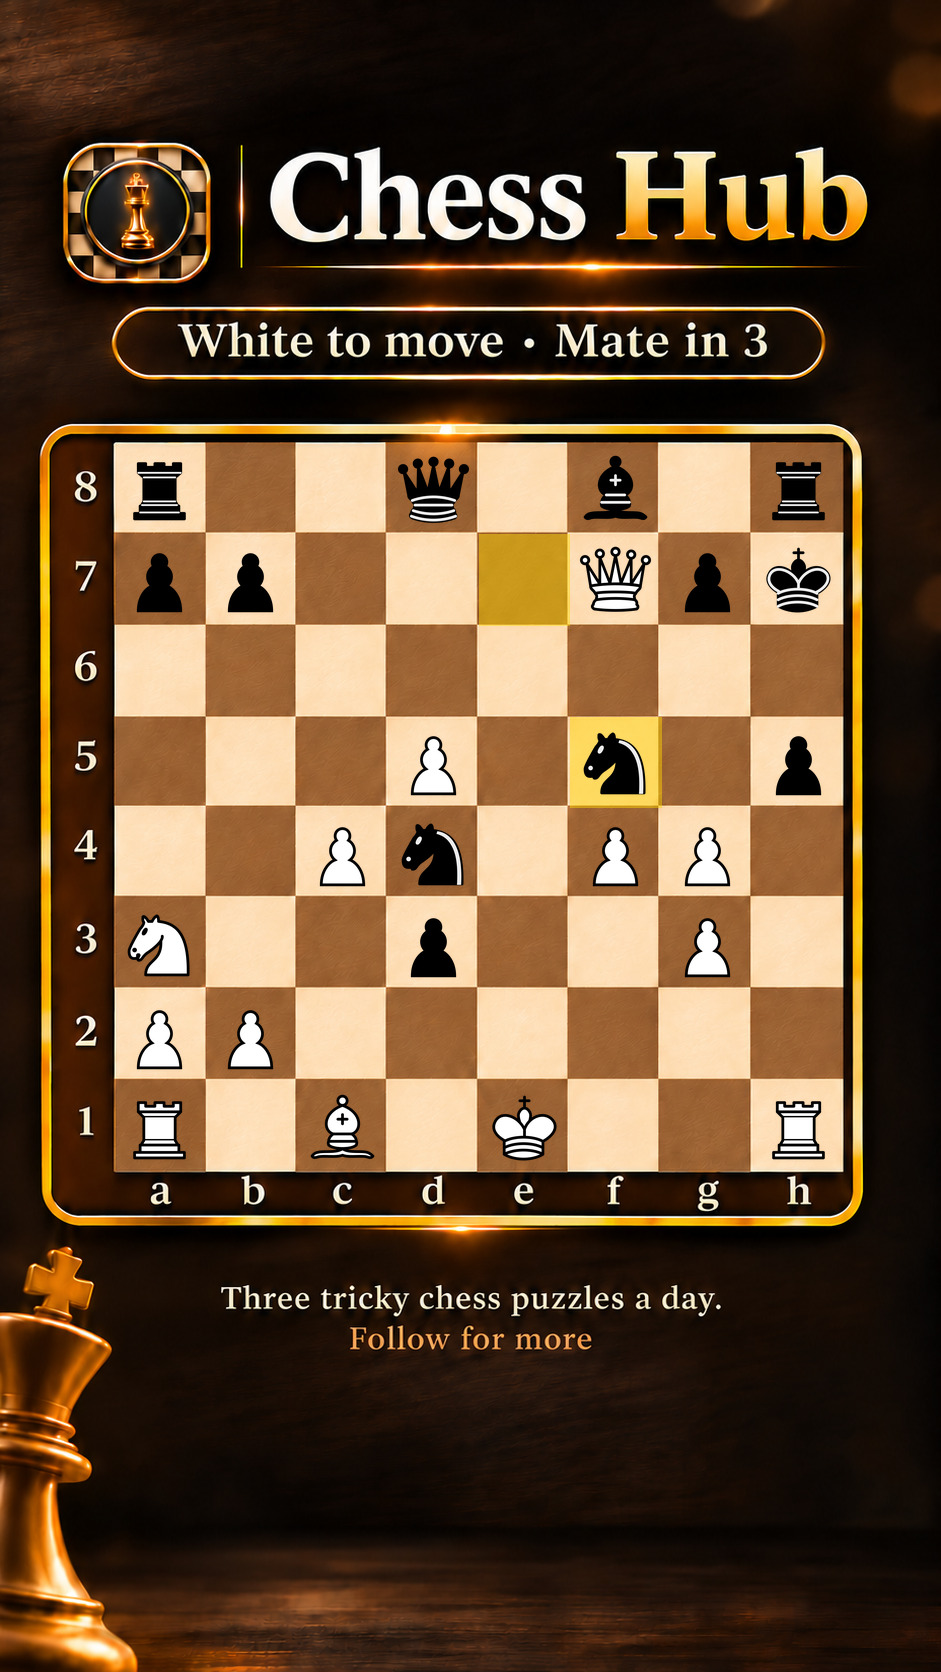 Chess Hub
White to move • Mate in 3
8
7
6
5
4
3
2
1
a b c d e f g h
Three tricky chess puzzles a day.
Follow for more